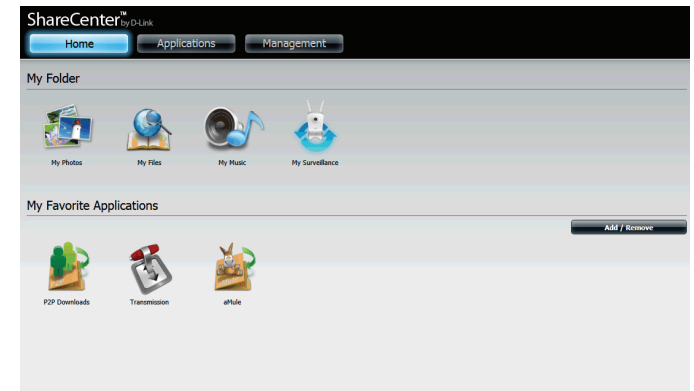 ShareCenter™ by D-Link
Home Applications Management
My Folder
My Photos My Files My Music My Surveillance
My Favorite Applications
Add / Remove
P2P Downloads Transmission aMule